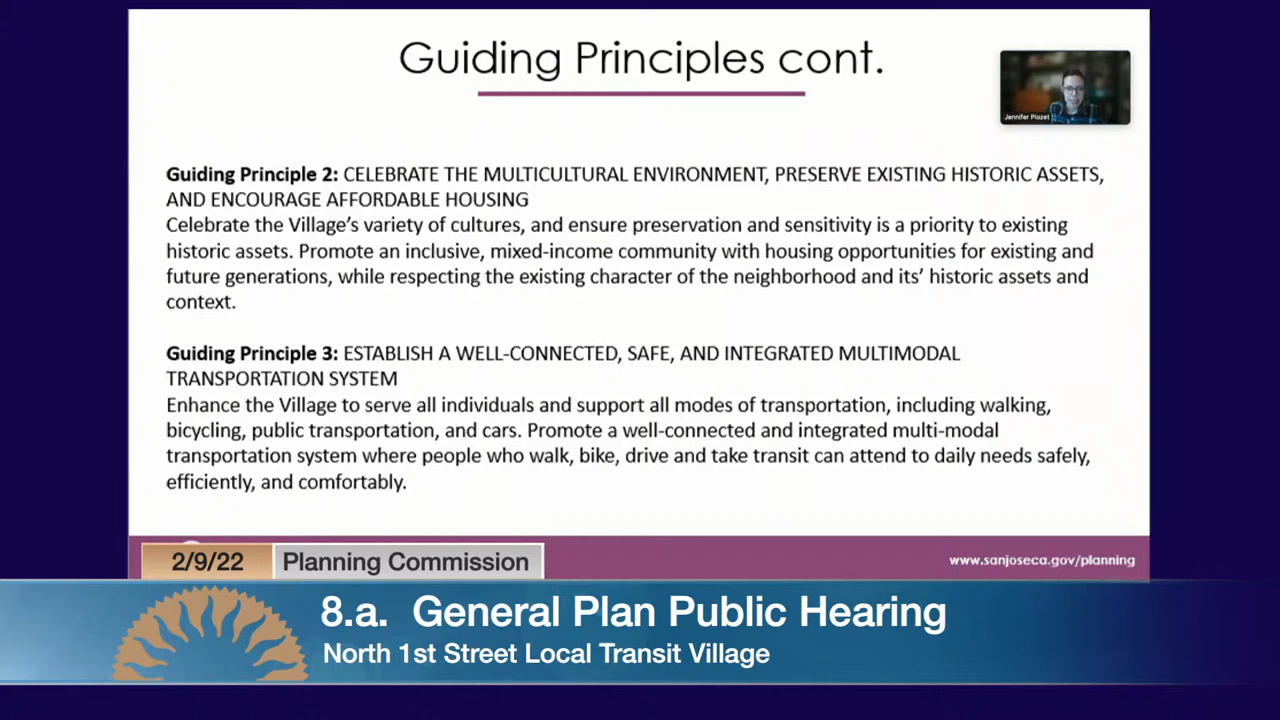 Guiding Principles cont.
Jennifer Piozet
Guiding Principle 2: CELEBRATE THE MULTICULTURAL ENVIRONMENT, PRESERVE EXISTING HISTORIC ASSETS,
AND ENCOURAGE AFFORDABLE HOUSING
Celebrate the Village's variety of cultures, and ensure preservation and sensitivity is a priority to existing
historic assets. Promote an inclusive, mixed-income community with housing opportunities for existing and
future generations, while respecting the existing character of the neighborhood and its' historic assets and
context.
Guiding Principle 3: ESTABLISH A WELL-CONNECTED, SAFE, AND INTEGRATED MULTIMODAL
TRANSPORTATION SYSTEM
Enhance the Village to serve all individuals and support all modes of transportation, including walking,
bicycling, public transportation, and cars. Promote a well-connected and integrated multi-modal
transportation system where people who walk, bike, drive and take transit can attend to daily needs safely,
efficiently, and comfortably.
2/9/22 Planning Commission
www.sanjoseca.gov/planning
8.a. General Plan Public Hearing
North 1st Street Local Transit Village